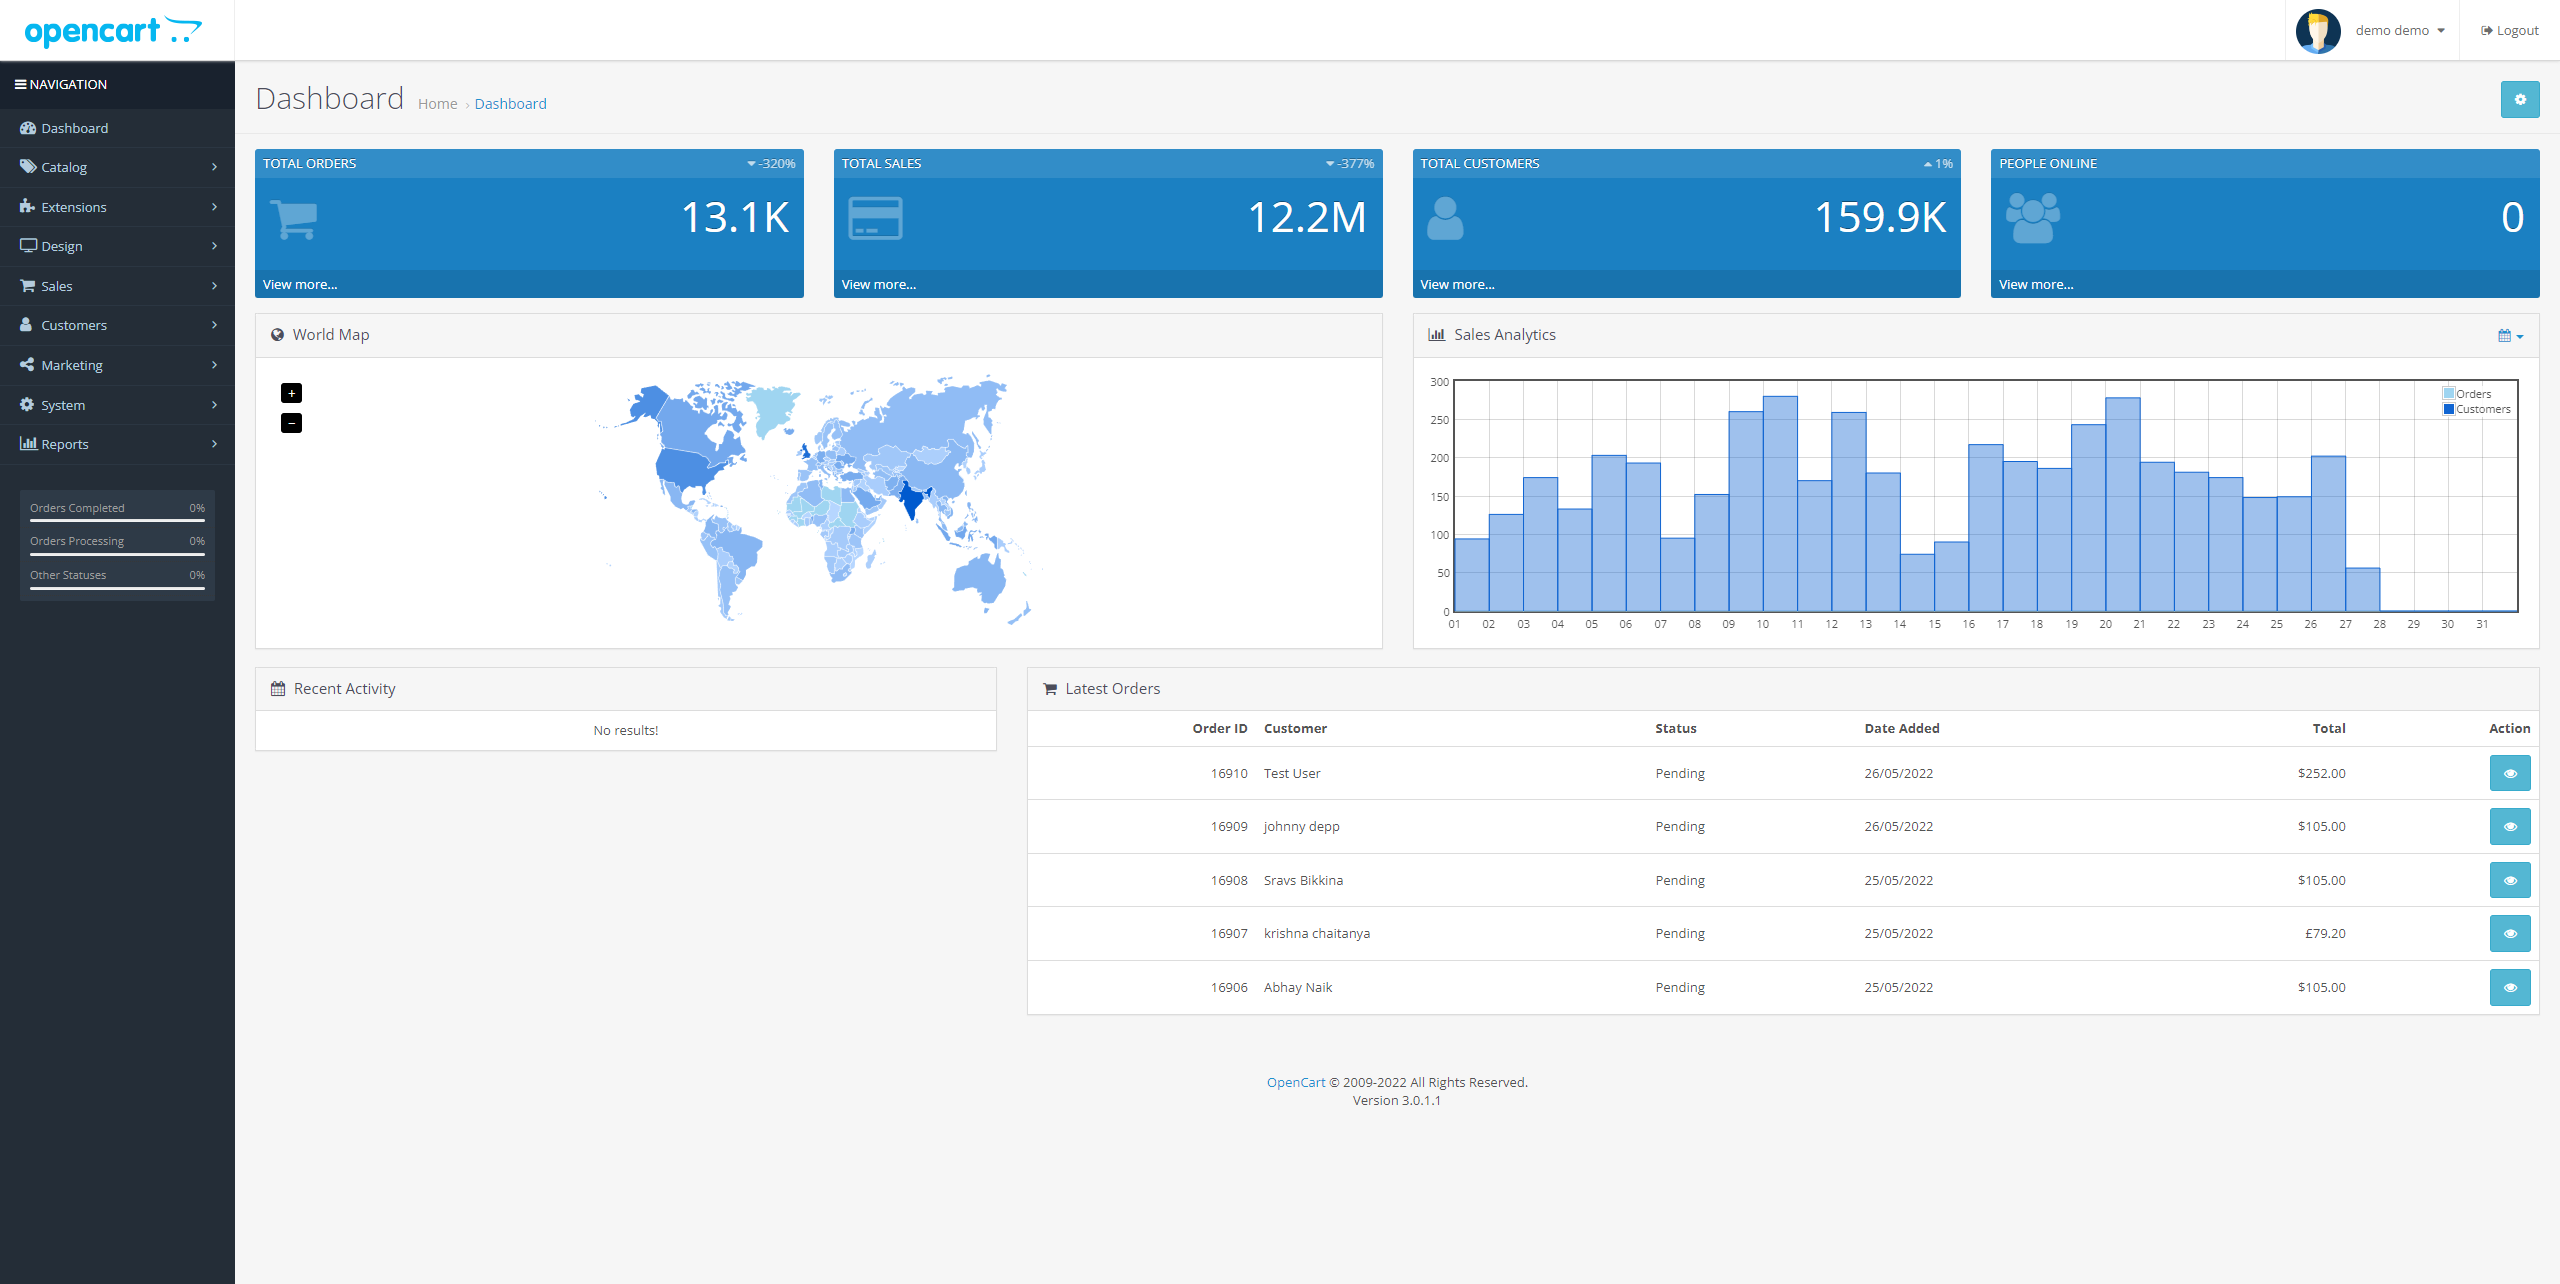 opencart
demo demo
Logout
NAVIGATION
Dashboard
Catalog
Extensions
Design
Sales
Customers
Marketing
System
Reports
Orders Completed 0%
Orders Processing 0%
Other Statuses 0%
Dashboard Home › Dashboard
TOTAL ORDERS -320%
13.1K
View more...
TOTAL SALES -377%
12.2M
View more...
TOTAL CUSTOMERS 1%
159.9K
View more...
PEOPLE ONLINE
0
View more...
World Map
+
−
Sales Analytics
300
250
200
150
100
50
0
Orders
Customers
01 02 03 04 05 06 07 08 09 10 11 12 13 14 15 16 17 18 19 20 21 22 23 24 25 26 27 28 29 30 31
Recent Activity
No results!
Latest Orders
Order ID Customer Status Date Added Total Action
16910 Test User Pending 26/05/2022 $252.00
16909 johnny depp Pending 26/05/2022 $105.00
16908 Sravs Bikkina Pending 25/05/2022 $105.00
16907 krishna chaitanya Pending 25/05/2022 £79.20
16906 Abhay Naik Pending 25/05/2022 $105.00
OpenCart © 2009-2022 All Rights Reserved.
Version 3.0.1.1